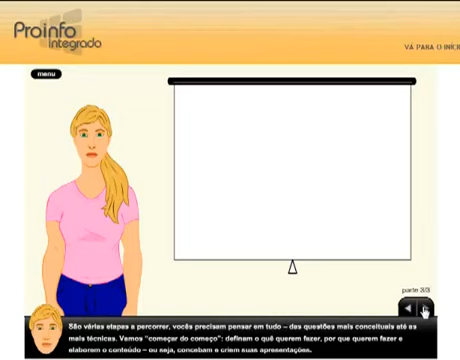 Proinfo
Integrado
VÁ PARA O INÍCI
menu
parte 3/3
São várias etapas a percorrer, vocês precisam pensar em tudo – das questões mais conceituais até as
mais técnicas. Vamos "começar do começo": definam o quê querem fazer, por que querem fazer e
elaborem o conteúdo – ou seja, concebam e criem suas apresentações.